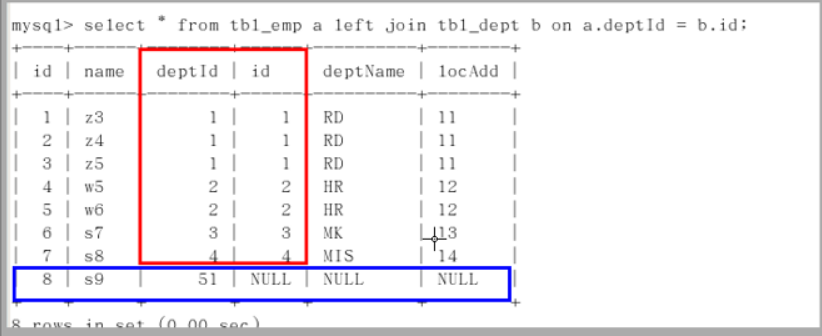 mysql> select * from tbl_emp a left join tbl_dept b on a.deptId = b.id;
+----+------+--------+------+----------+--------+
| id | name | deptId | id | deptName | locAdd |
+----+------+--------+------+----------+--------+
| 1 | z3 | 1 | 1 | RD | 11 |
| 2 | z4 | 1 | 1 | RD | 11 |
| 3 | z5 | 1 | 1 | RD | 11 |
| 4 | w5 | 2 | 2 | HR | 12 |
| 5 | w6 | 2 | 2 | HR | 12 |
| 6 | s7 | 3 | 3 | MK | 13 |
| 7 | s8 | 4 | 4 | MIS | 14 |
| 8 | s9 | 51 | NULL | NULL | NULL |
+----+------+--------+------+----------+--------+
8 rows in set (0.00 sec)